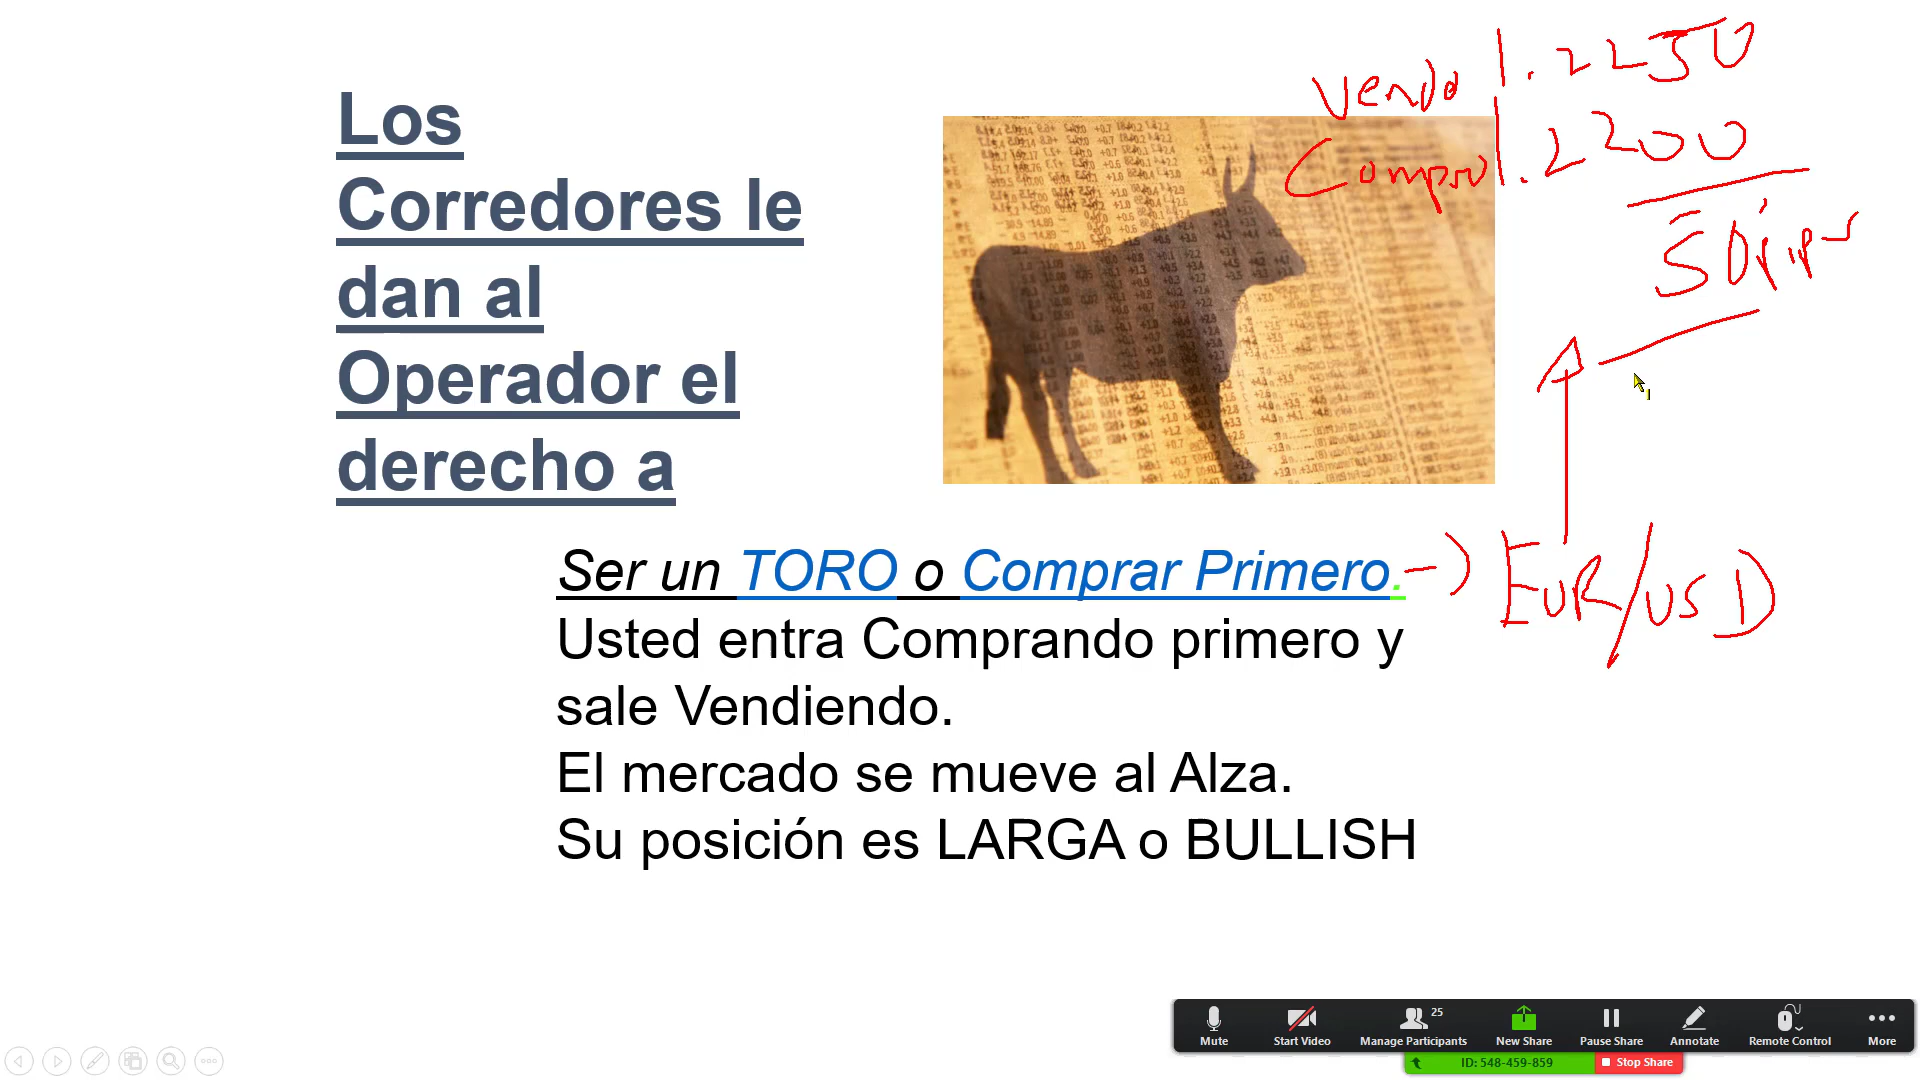 Los
Corredores le
dan al
Operador el
derecho a
Vendo 1.2250
Compro 1.2200
50 pips
Ser un TORO o Comprar Primero.
EUR/USD
Usted entra Comprando primero y
sale Vendiendo.
El mercado se mueve al Alza.
Su posición es LARGA o BULLISH
25
Mute
Start Video
Manage Participants
New Share
Pause Share
Annotate
Remote Control
More
ID: 548-459-859
Stop Share